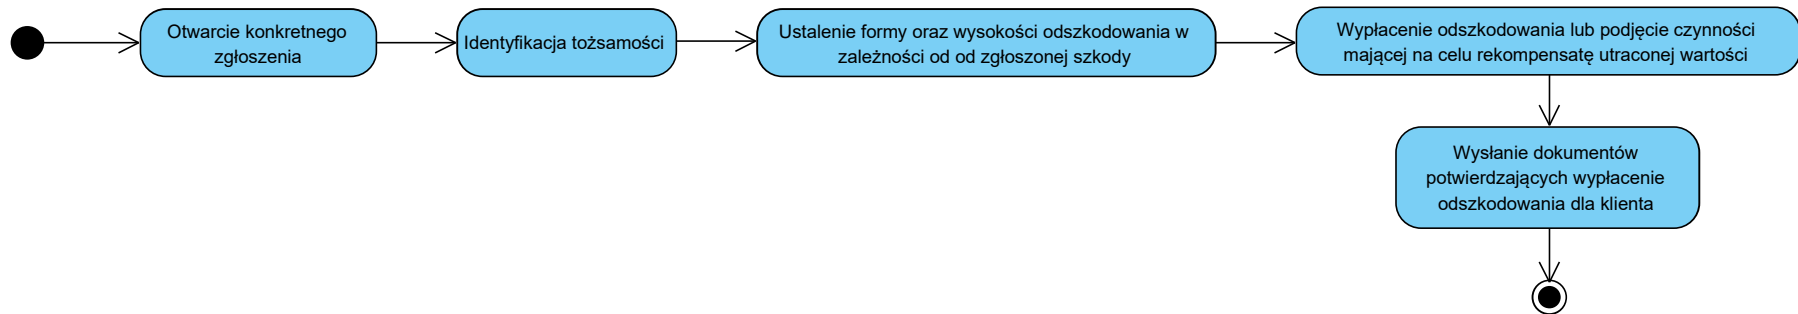 Otwarcie konkretnego
zgłoszenia
Identyfikacja tożsamości
Ustalenie formy oraz wysokości odszkodowania w
zależności od od zgłoszonej szkody
Wypłacenie odszkodowania lub podjęcie czynności
mającej na celu rekompensatę utraconej wartości
Wysłanie dokumentów
potwierdzających wypłacenie
odszkodowania dla klienta